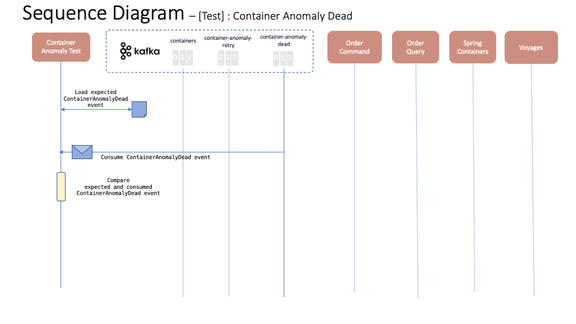 Sequence Diagram – [Test] : Container Anomaly Dead
Container
Anomaly Test
kafka
containers
container-anomaly-
retry
container-anomaly-
dead
Order
Command
Order
Query
Spring
Containers
Voyages
Load expected
ContainerAnomalyDead
event
Consume ContainerAnomalyDead event
Compare
expected and consumed
ContainerAnomalyDead event